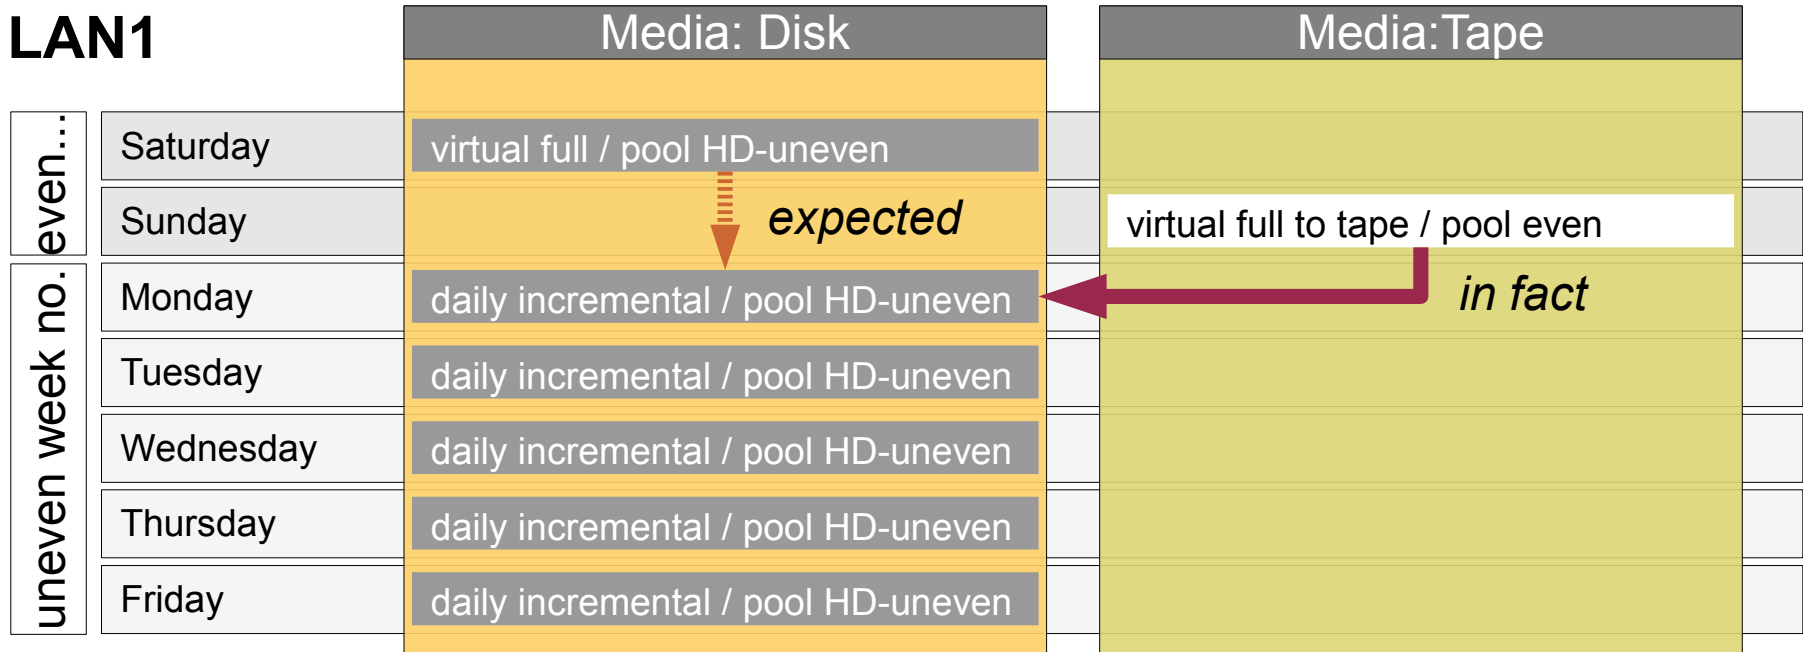 LAN1
Media: Disk
Media:Tape
even...
Saturday
virtual full / pool HD-uneven
Sunday
expected
virtual full to tape / pool even
uneven week no.
Monday
daily incremental / pool HD-uneven
in fact
Tuesday
daily incremental / pool HD-uneven
Wednesday
daily incremental / pool HD-uneven
Thursday
daily incremental / pool HD-uneven
Friday
daily incremental / pool HD-uneven